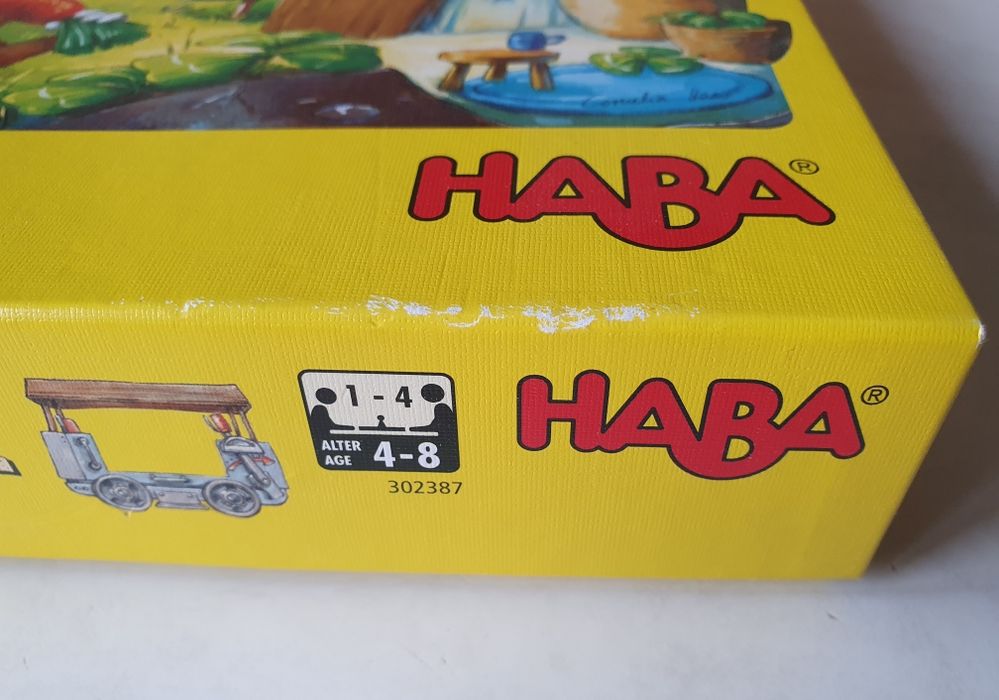 HABA®
1 - 4
ALTER
AGE 4-8
302387
HABA®